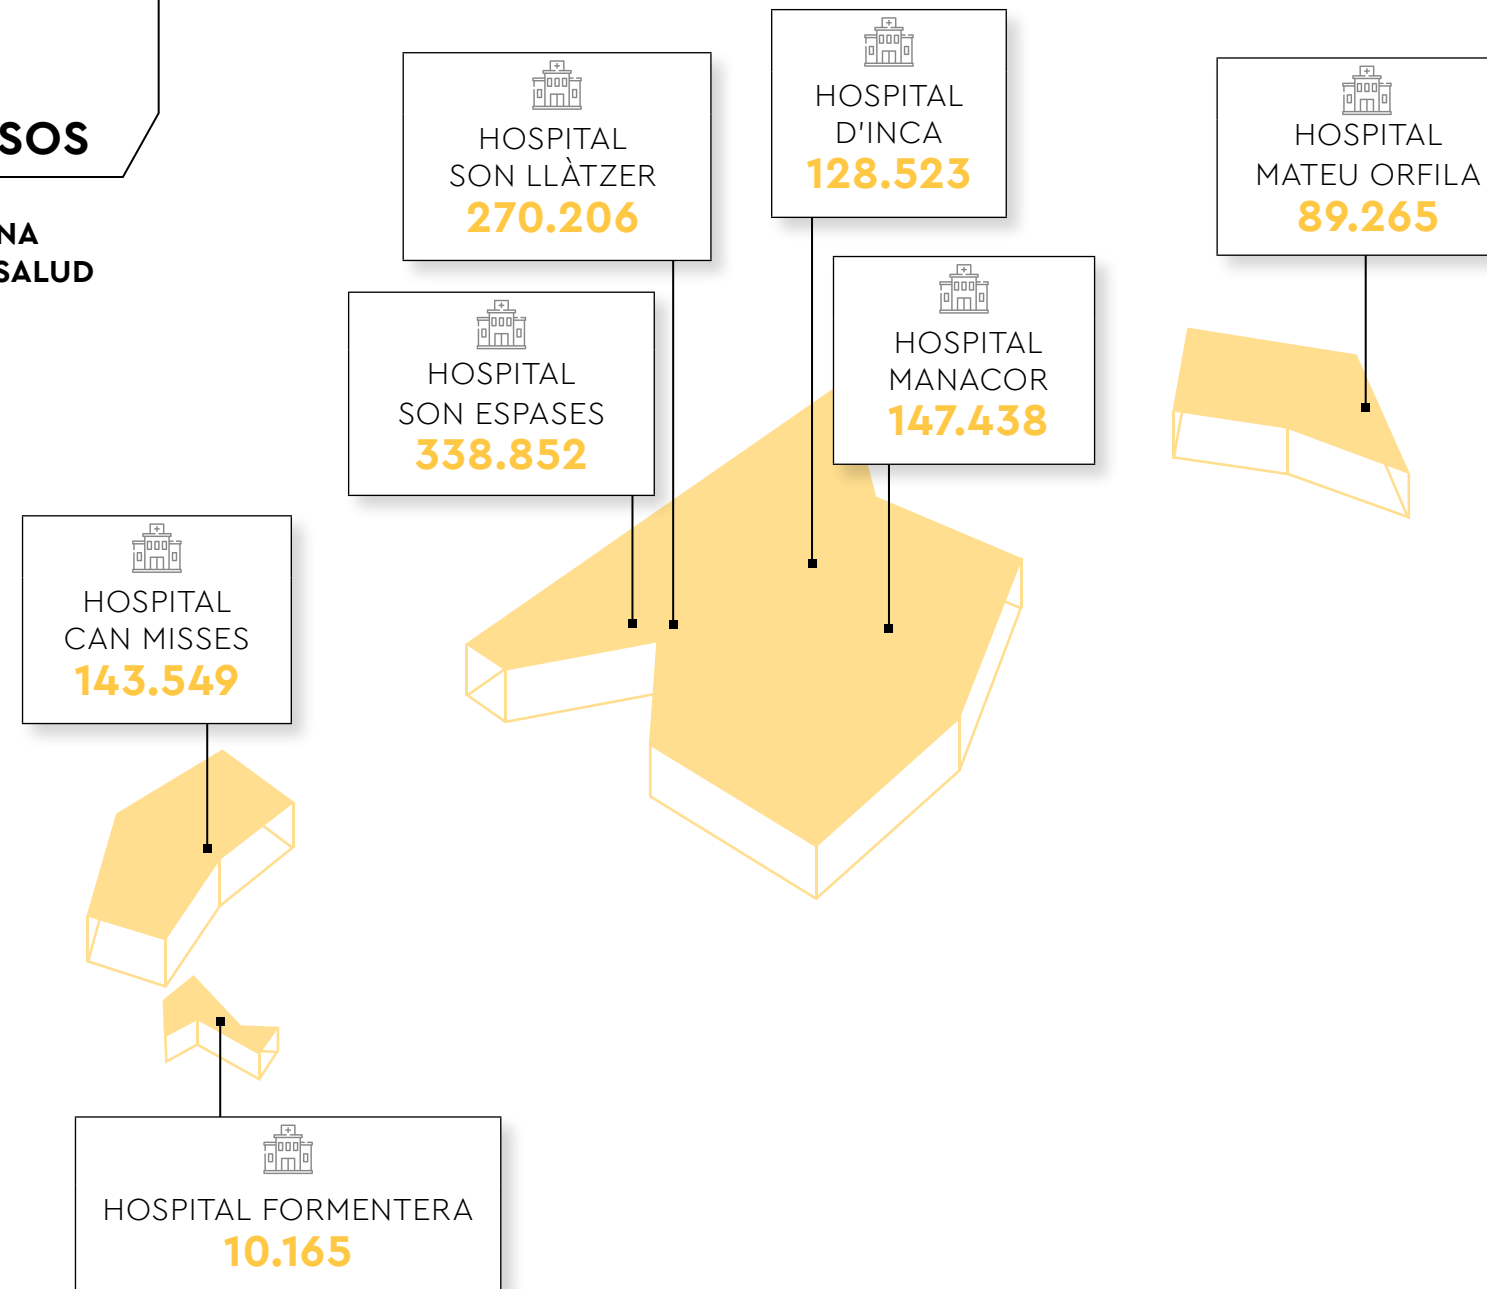 SOS
NA
SALUD
HOSPITAL
SON LLÀTZER
270.206
HOSPITAL
D'INCA
128.523
HOSPITAL
MATEU ORFILA
89.265
HOSPITAL
SON ESPASES
338.852
HOSPITAL
MANACOR
147.438
HOSPITAL
CAN MISSES
143.549
HOSPITAL FORMENTERA
10.165